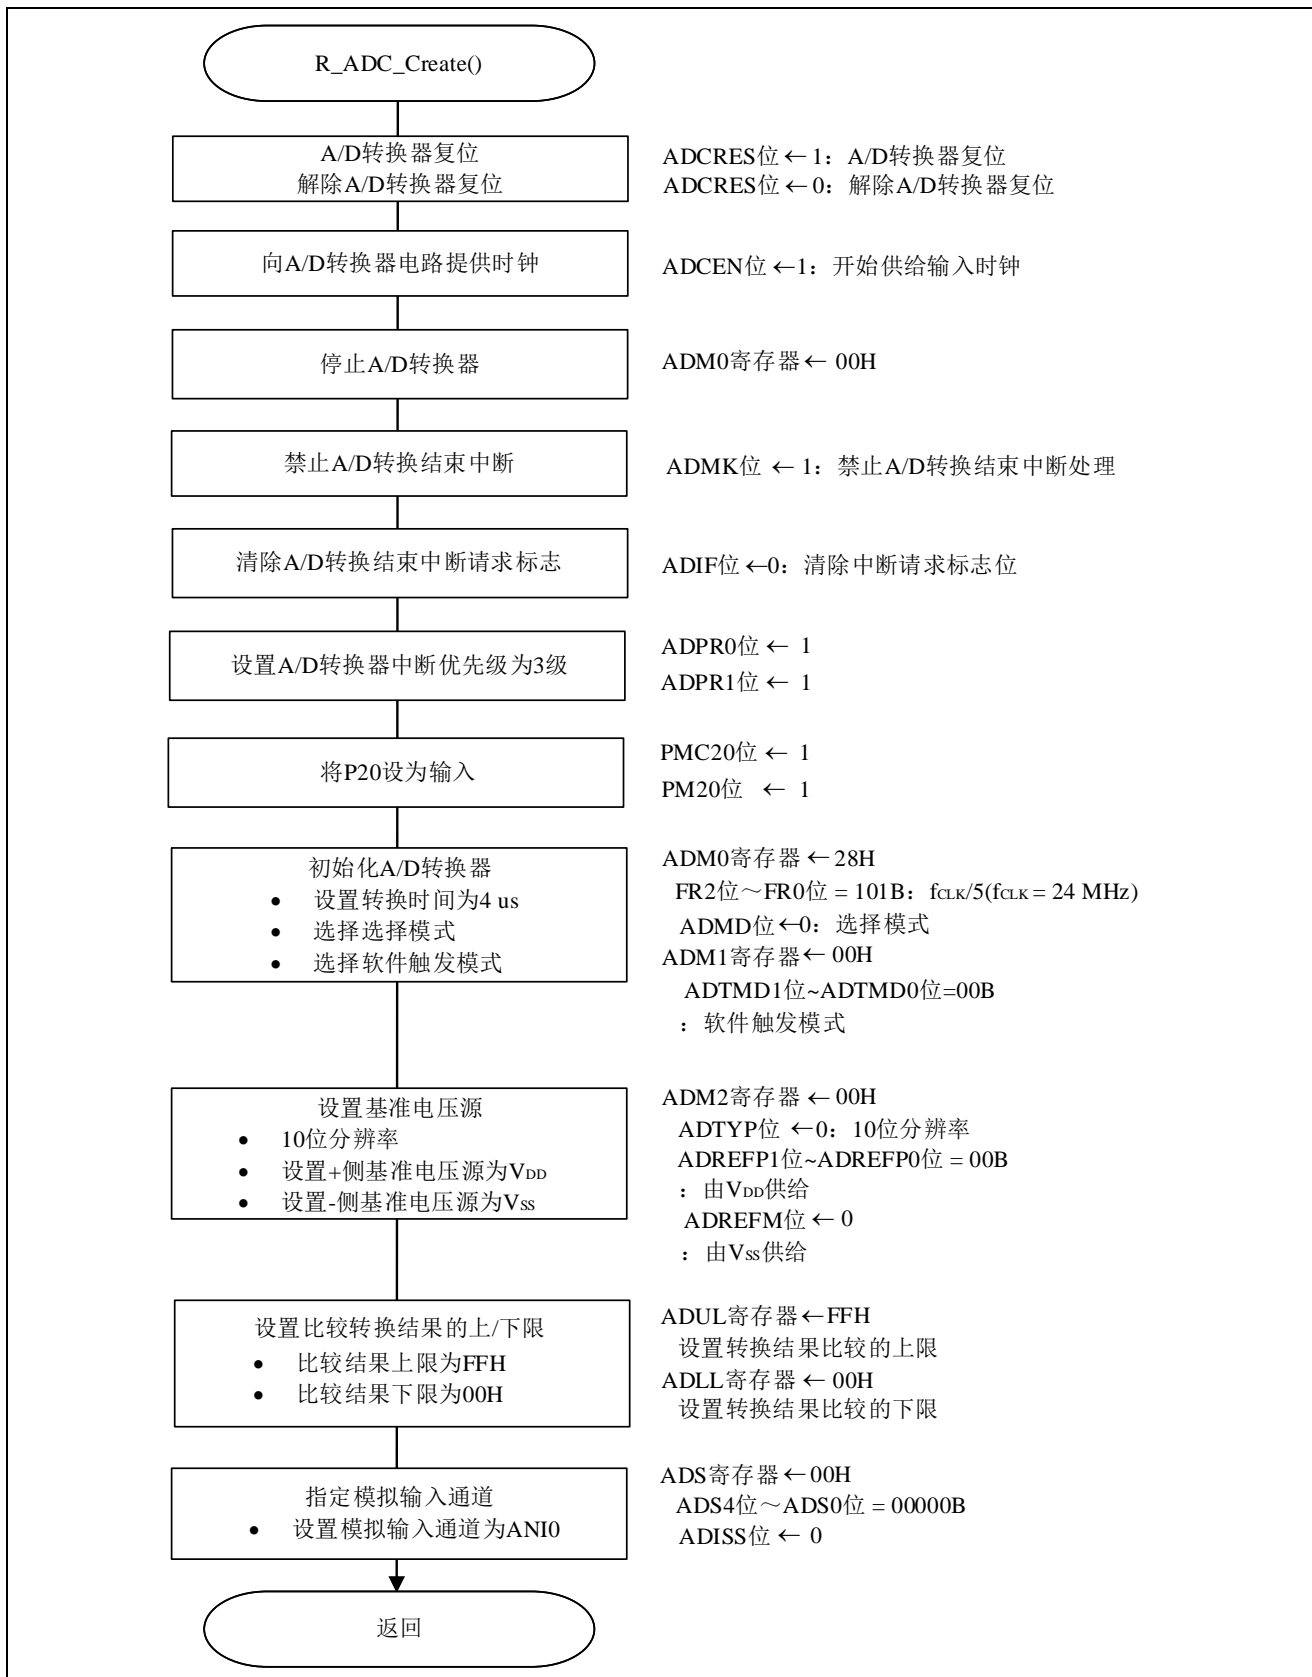 R_ADC_Create()
A/D转换器复位
解除A/D转换器复位
ADCRES位 ← 1：A/D转换器复位
ADCRES位 ← 0：解除A/D转换器复位
向A/D转换器电路提供时钟
ADCEN位 ←1：开始供给输入时钟
停止A/D转换器
ADM0寄存器 ← 00H
禁止A/D转换结束中断
ADMK位 ← 1：禁止A/D转换结束中断处理
清除A/D转换结束中断请求标志
ADIF位 ←0：清除中断请求标志位
设置A/D转换器中断优先级为3级
ADPR0位 ← 1
ADPR1位 ← 1
将P20设为输入
PMC20位 ← 1
PM20位 ← 1
初始化A/D转换器
• 设置转换时间为4 us
• 选择选择模式
• 选择软件触发模式
ADM0寄存器 ← 28H
FR2位～FR0位 = 101B：fCLK/5(fCLK = 24 MHz)
ADMD位 ←0：选择模式
ADM1寄存器← 00H
ADTMD1位~ADTMD0位=00B
：软件触发模式
设置基准电压源
• 10位分辨率
• 设置+侧基准电压源为VDD
• 设置-侧基准电压源为VSS
ADM2寄存器 ← 00H
ADTYP位 ←0：10位分辨率
ADREFP1位~ADREFP0位 = 00B
：由VDD供给
ADREFM位 ← 0
：由VSS供给
设置比较转换结果的上/下限
• 比较结果上限为FFH
• 比较结果下限为00H
ADUL寄存器 ←FFH
设置转换结果比较的上限
ADLL寄存器 ← 00H
设置转换结果比较的下限
指定模拟输入通道
• 设置模拟输入通道为ANI0
ADS寄存器 ← 00H
ADS4位～ADS0位 = 00000B
ADISS位 ← 0
返回